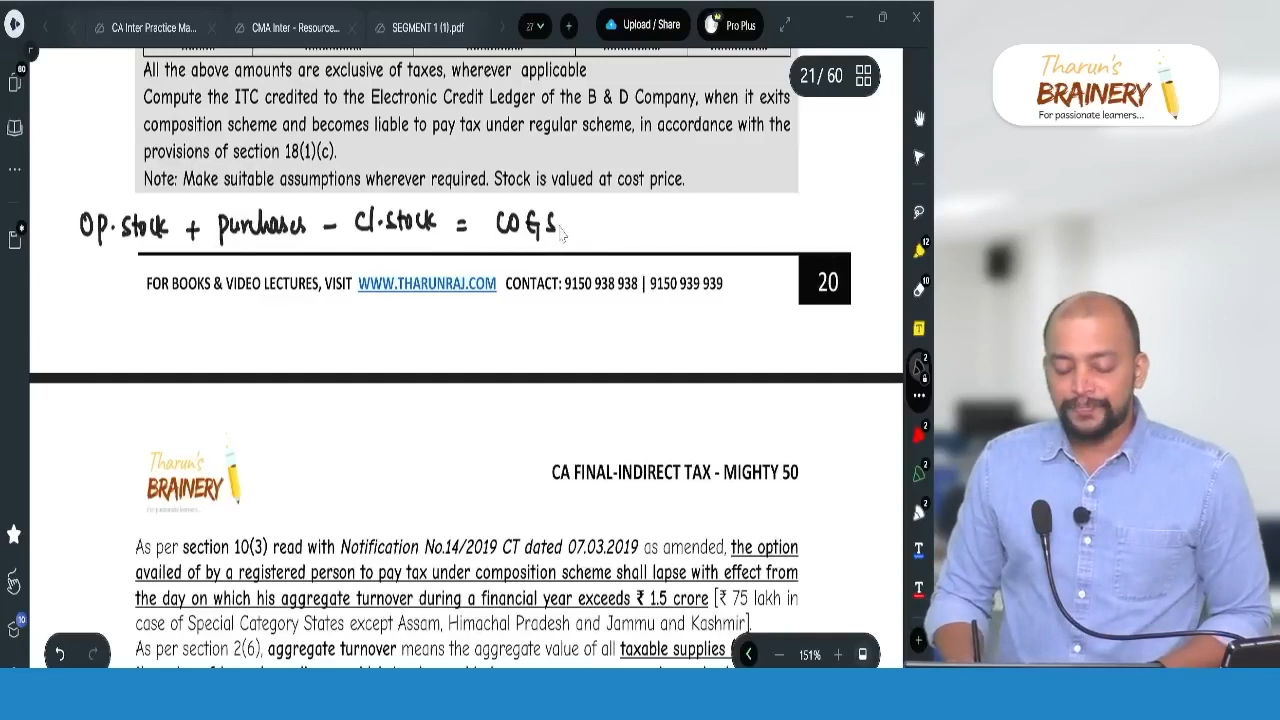 CA Inter Practice Ma...
CMA Inter - Resource...
SEGMENT 1 (1).pdf
27
Upload / Share
Pro Plus
All the above amounts are exclusive of taxes, wherever applicable
21/60
Compute the ITC credited to the Electronic Credit Ledger of the B & D Company, when it exits
composition scheme and becomes liable to pay tax under regular scheme, in accordance with the
provisions of section 18(1)(c).
Note: Make suitable assumptions wherever required. Stock is valued at cost price.
Op. stock + purchases - Cl. stock = COGS
FOR BOOKS & VIDEO LECTURES, VISIT WWW.THARUNRAJ.COM CONTACT: 9150 938 938 | 9150 939 939
20
Tharun's
BRAINERY
For passionate learners...
CA FINAL-INDIRECT TAX - MIGHTY 50
As per section 10(3) read with Notification No.14/2019 CT dated 07.03.2019 as amended, the option
availed of by a registered person to pay tax under composition scheme shall lapse with effect from
the day on which his aggregate turnover during a financial year exceeds ₹ 1.5 crore [₹ 75 lakh in
case of Special Category States except Assam, Himachal Pradesh and Jammu and Kashmir].
As per section 2(6), aggregate turnover means the aggregate value of all taxable supplies
151%
Tharun's
BRAINERY
For passionate learners...